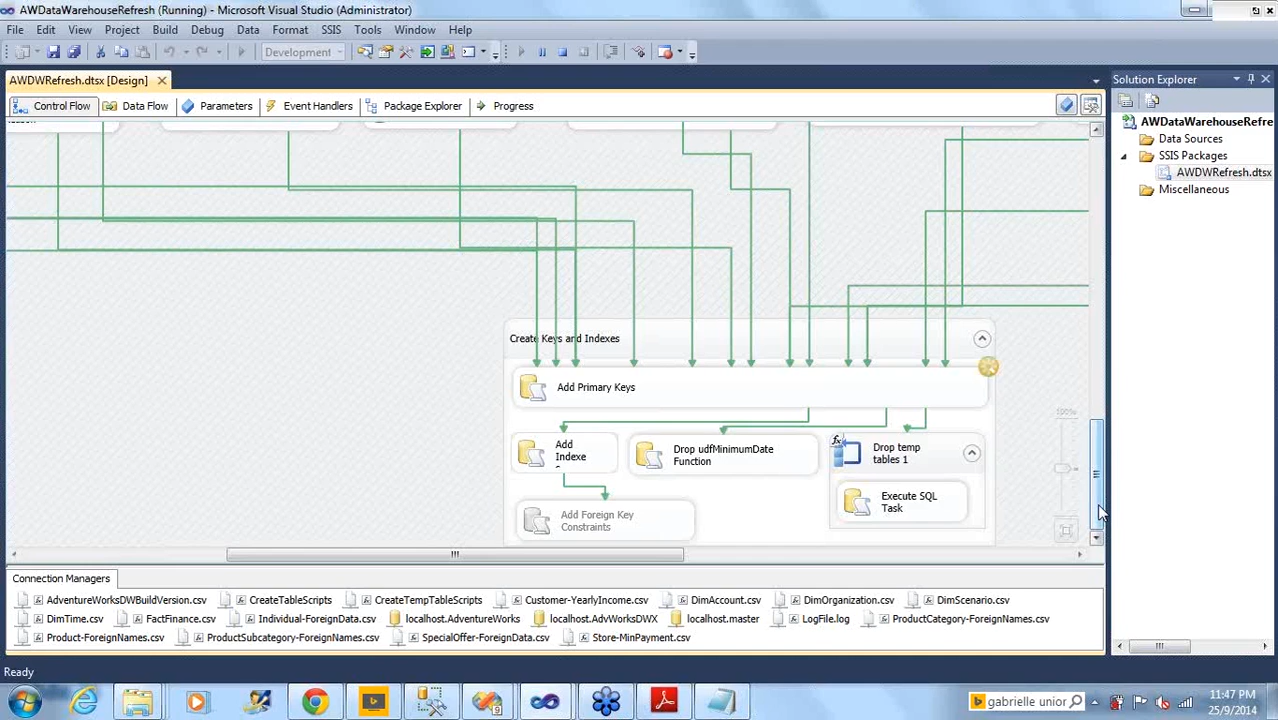 AWDataWarehouseRefresh (Running) - Microsoft Visual Studio (Administrator)
File Edit View Project Build Debug Data Format SSIS Tools Window Help
Development
AWDWRefresh.dtsx [Design]
Solution Explorer
Control Flow Data Flow Parameters Event Handlers Package Explorer Progress
AWDataWarehouseRefre
Data Sources
SSIS Packages
AWDWRefresh.dtsx
Miscellaneous
Create Keys and Indexes
Add Primary Keys
Add
Indexe
Drop udfMinimumDate
Function
Drop temp
tables 1
Execute SQL
Task
Add Foreign Key
Constraints
100%
Connection Managers
AdventureWorksDWBuildVersion.csv CreateTableScripts CreateTempTableScripts Customer-YearlyIncome.csv DimAccount.csv DimOrganization.csv DimScenario.csv
DimTime.csv FactFinance.csv Individual-ForeignData.csv localhost.AdventureWorks localhost.AdvWorksDWX localhost.master LogFile.log ProductCategory-ForeignNames.csv
Product-ForeignNames.csv ProductSubcategory-ForeignNames.csv SpecialOffer-ForeignData.csv Store-MinPayment.csv
Ready
gabrielle unior
11:47 PM
25/9/2014